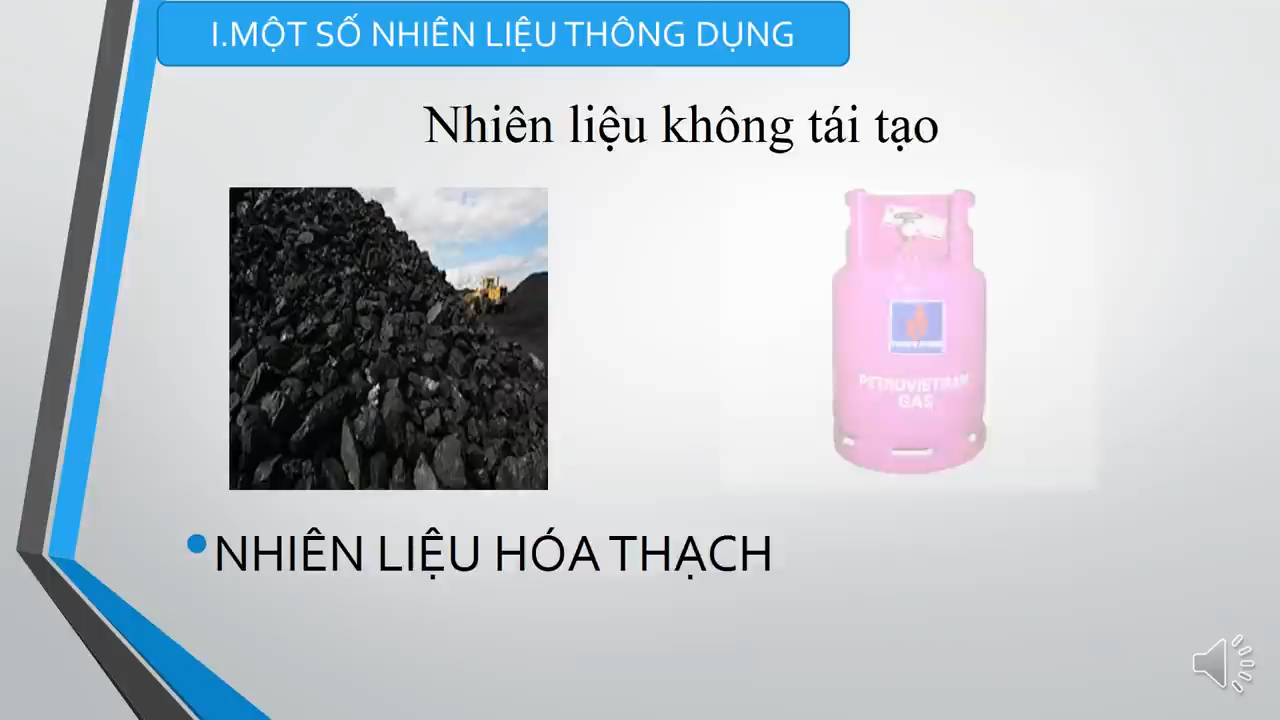 I.MỘT SỐ NHIÊN LIỆU THÔNG DỤNG
Nhiên liệu không tái tạo
PETROVIETNAM
GAS
NHIÊN LIỆU HÓA THẠCH